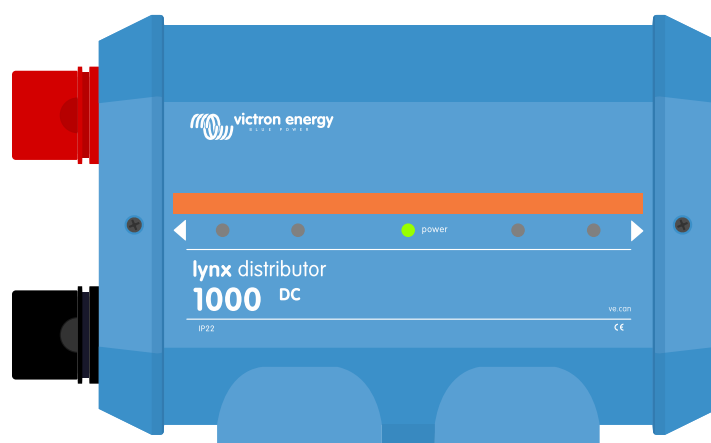 victron energy
BLUE POWER
power
lynx distributor
1000 DC
ve.can
IP22
CE